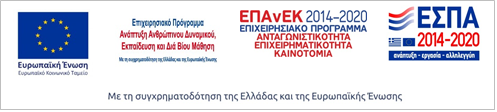 Ευρωπαϊκή Ένωση
Ευρωπαϊκό Κοινωνικό Ταμείο
Επιχειρησιακό Πρόγραμμα
Ανάπτυξη Ανθρώπινου Δυναμικού,
Εκπαίδευση και Διά Βίου Μάθηση
Με τη συγχρηματοδότηση της Ελλάδας και της Ευρωπαϊκής Ένωσης
ΕΠΑνΕΚ 2014-2020
ΕΠΙΧΕΙΡΗΣΙΑΚΟ ΠΡΟΓΡΑΜΜΑ
ΑΝΤΑΓΩΝΙΣΤΙΚΟΤΗΤΑ
ΕΠΙΧΕΙΡΗΜΑΤΙΚΟΤΗΤΑ
ΚΑΙΝΟΤΟΜΙΑ
ΕΣΠΑ
2014-2020
ανάπτυξη - εργασία - αλληλεγγύη
Με τη συγχρηματοδότηση της Ελλάδας και της Ευρωπαϊκής Ένωσης